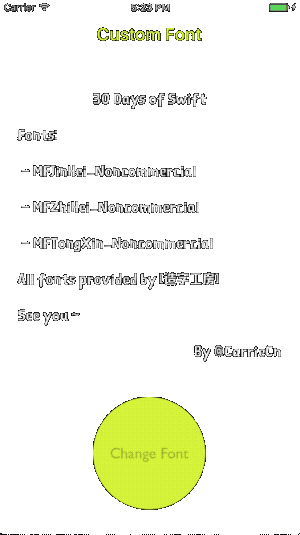 Carrier 5:23 PM
Custom Font
30 Days of Swift
Fonts:
~ MFJinHei_Noncommercial
~ MFZhiHei_Noncommercial
~ MFTongXin_Noncommercial
All fonts provided by [造字工房]
See you ~
By @CarrieCn
Change Font